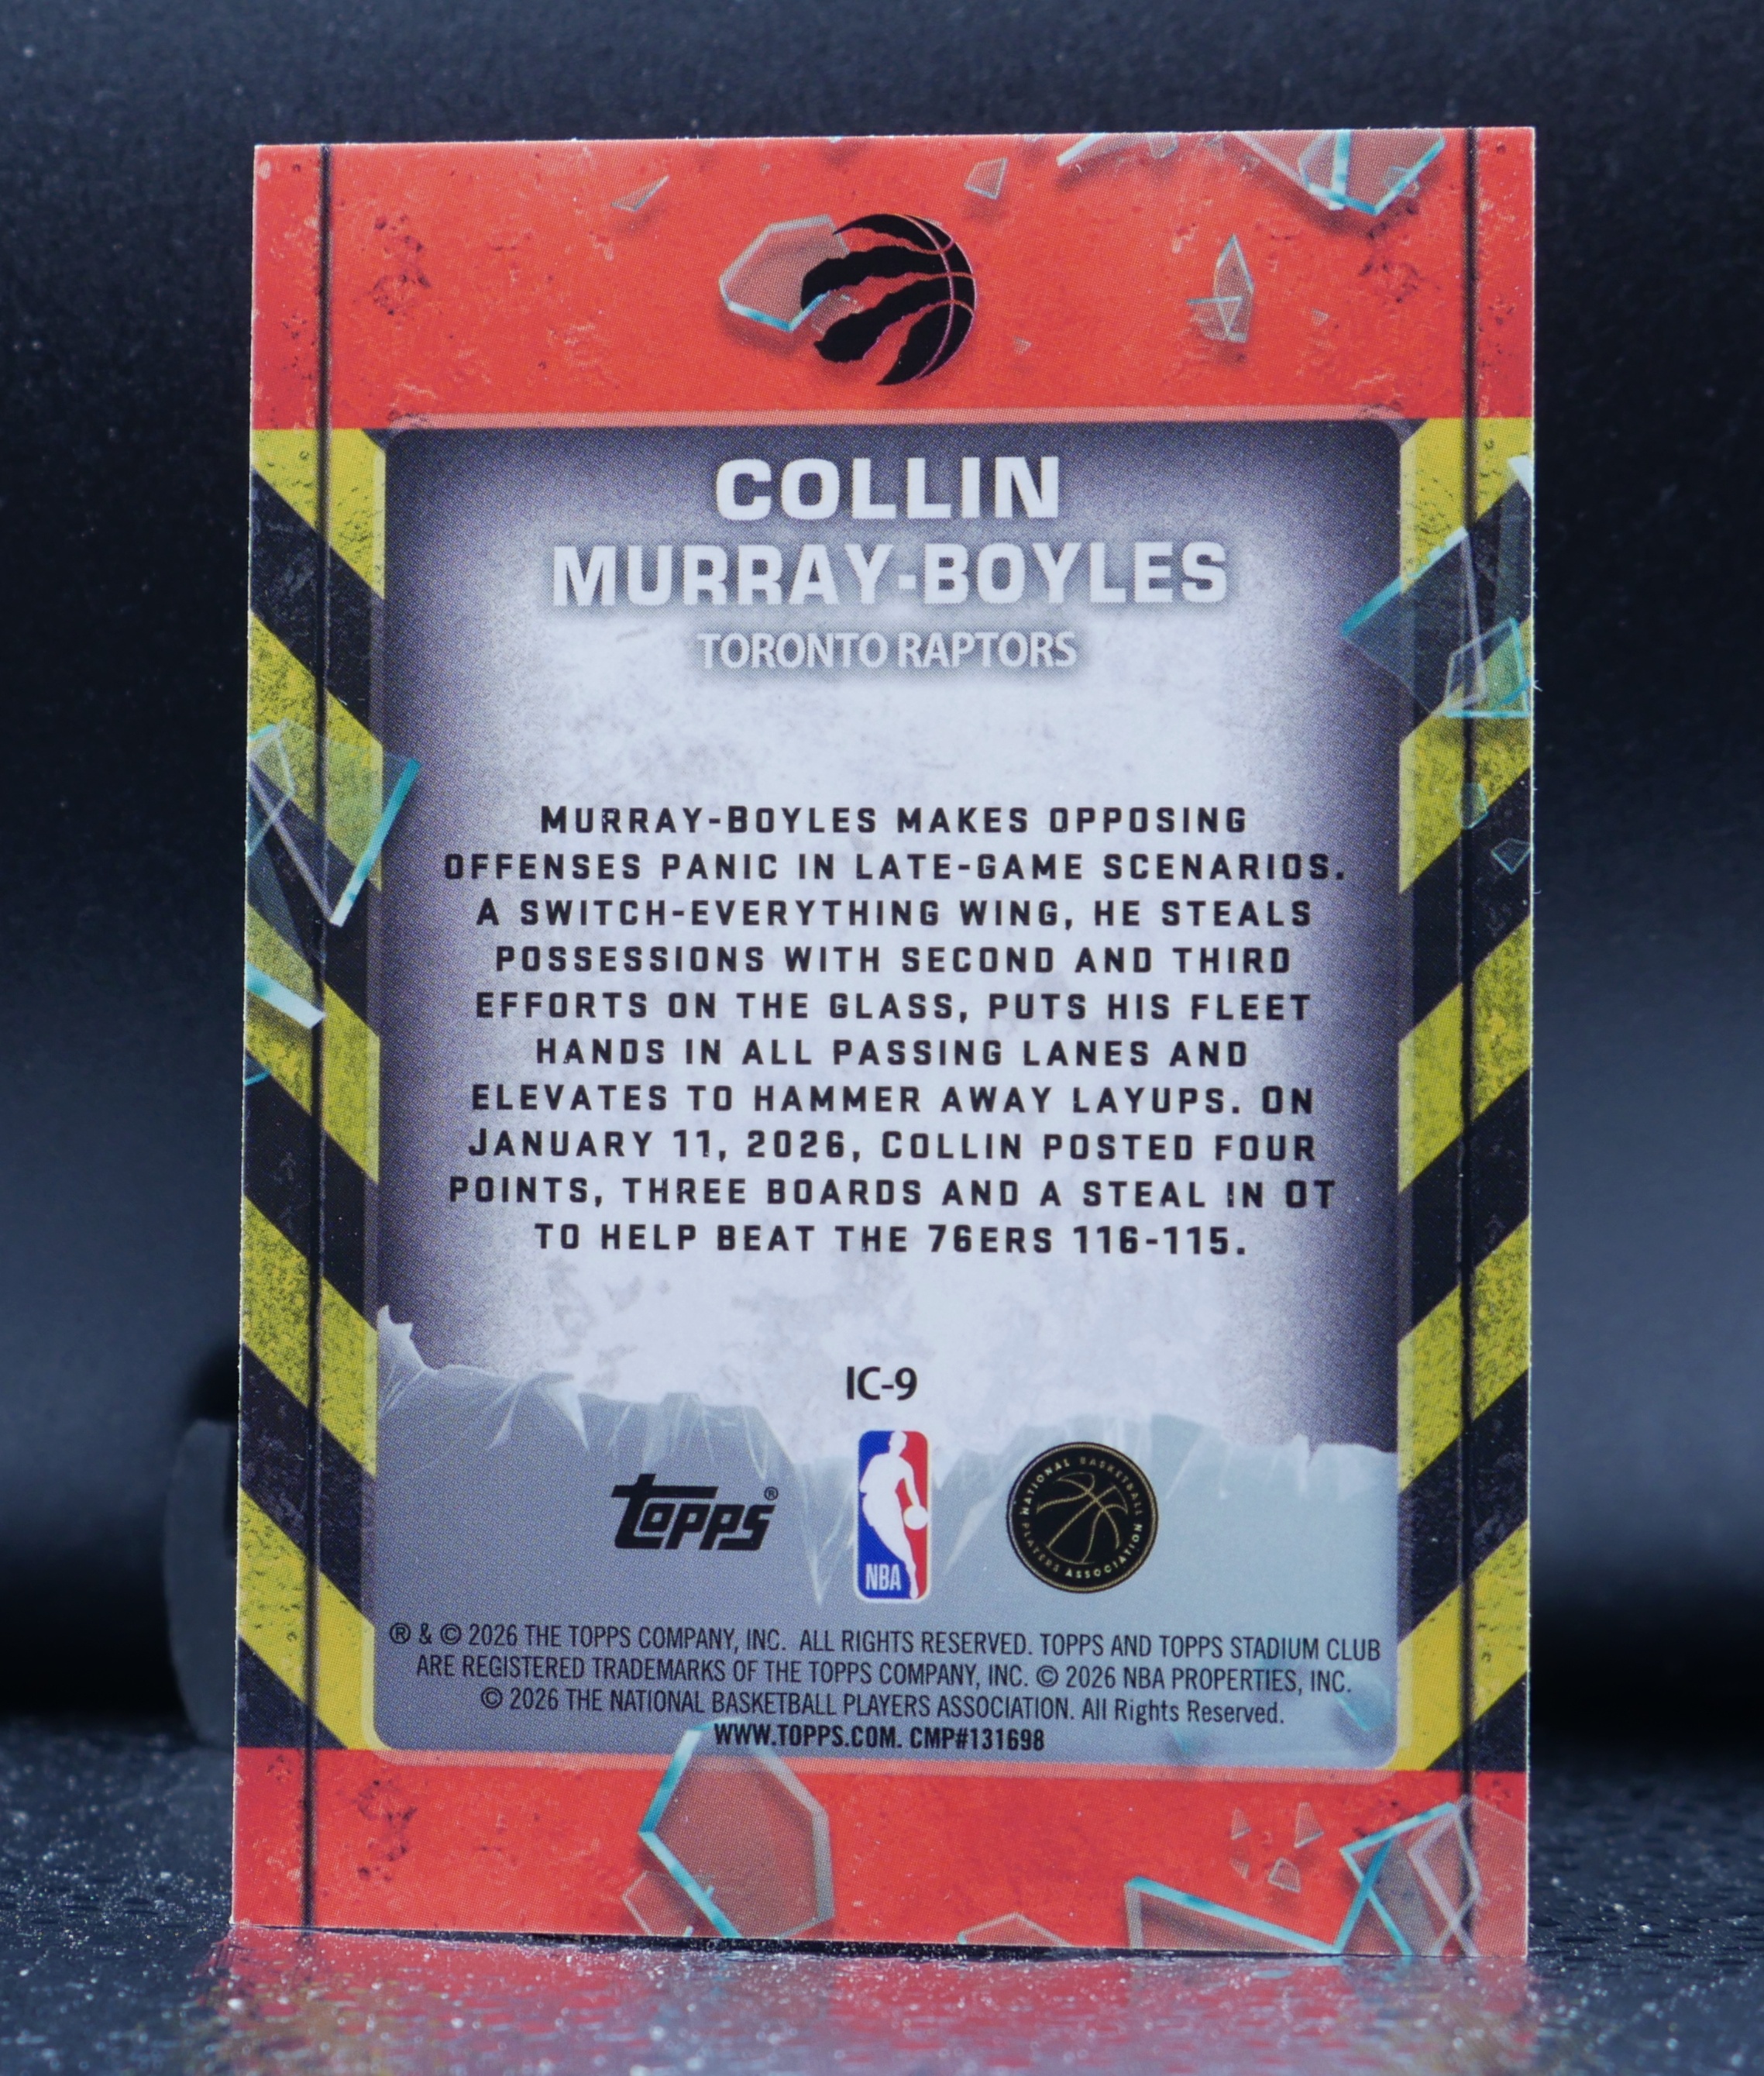 COLLIN
MURRAY-BOYLES
TORONTO RAPTORS
MURRAY-BOYLES MAKES OPPOSING
OFFENSES PANIC IN LATE-GAME SCENARIOS.
A SWITCH-EVERYTHING WING, HE STEALS
POSSESSIONS WITH SECOND AND THIRD
EFFORTS ON THE GLASS, PUTS HIS FLEET
HANDS IN ALL PASSING LANES AND
ELEVATES TO HAMMER AWAY LAYUPS. ON
JANUARY 11, 2026, COLLIN POSTED FOUR
POINTS, THREE BOARDS AND A STEAL IN OT
TO HELP BEAT THE 76ERS 116-115.
IC-9
topps®
NBA
NATIONAL BASKETBALL PLAYERS ASSOCIATION
® & © 2026 THE TOPPS COMPANY, INC. ALL RIGHTS RESERVED. TOPPS AND TOPPS STADIUM CLUB
ARE REGISTERED TRADEMARKS OF THE TOPPS COMPANY, INC. © 2026 NBA PROPERTIES, INC.
© 2026 THE NATIONAL BASKETBALL PLAYERS ASSOCIATION. All Rights Reserved.
WWW.TOPPS.COM. CMP#131698